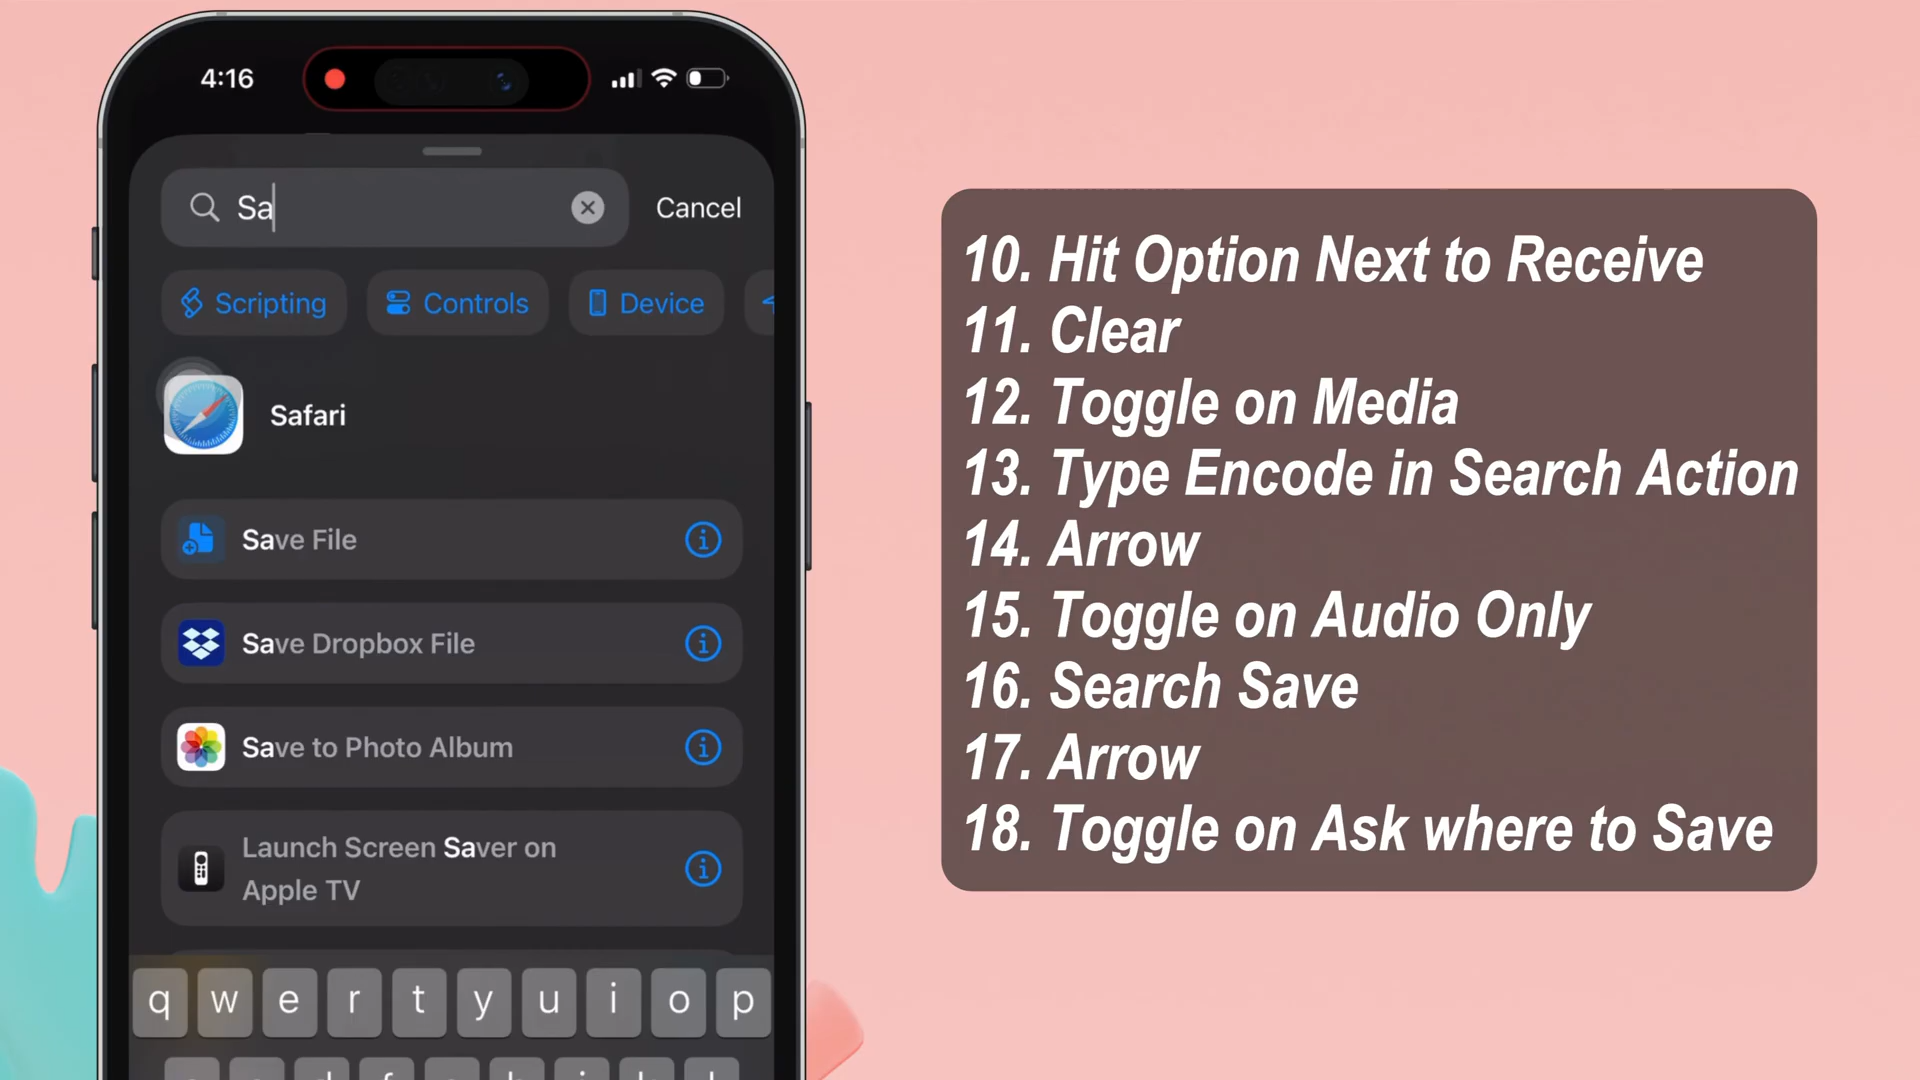 4:16
Sa
Cancel
Scripting
Controls
Device
Safari
Save File
Save Dropbox File
Save to Photo Album
Launch Screen Saver on
Apple TV
q w e r t y u i o p
10. Hit Option Next to Receive
11. Clear
12. Toggle on Media
13. Type Encode in Search Action
14. Arrow
15. Toggle on Audio Only
16. Search Save
17. Arrow
18. Toggle on Ask where to Save